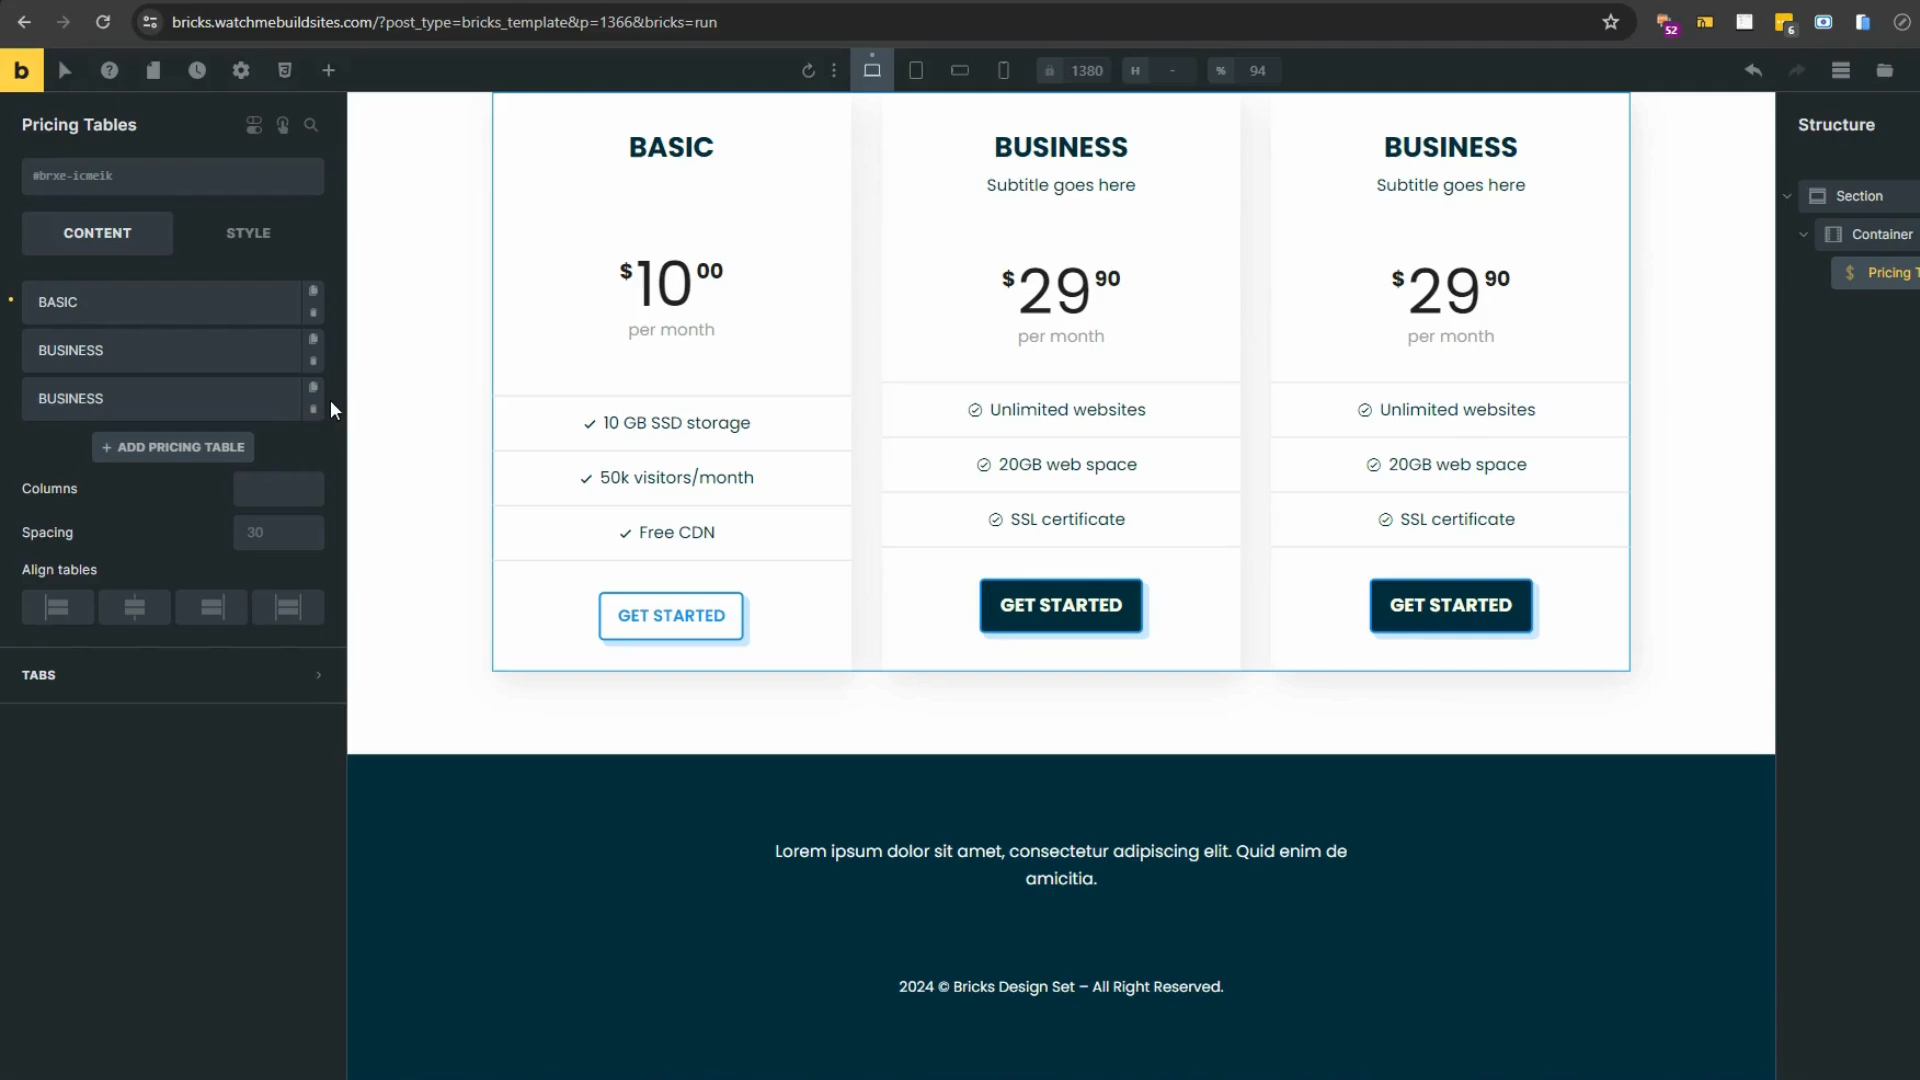 bricks.watchmebuildsites.com/?post_type=bricks_template&p=1366&bricks=run
52
6
b
1380
H
-
%
94
Pricing Tables
#brxe-icmeik
CONTENT
STYLE
BASIC
BUSINESS
BUSINESS
+ ADD PRICING TABLE
Columns
Spacing
30
Align tables
TABS
BASIC
$10 00
per month
10 GB SSD storage
50k visitors/month
Free CDN
GET STARTED
BUSINESS
Subtitle goes here
$29 90
per month
Unlimited websites
20GB web space
SSL certificate
GET STARTED
BUSINESS
Subtitle goes here
$29 90
per month
Unlimited websites
20GB web space
SSL certificate
GET STARTED
Lorem ipsum dolor sit amet, consectetur adipiscing elit. Quid enim de
amicitia.
2024 © Bricks Design Set – All Right Reserved.
Structure
Section
Container
$ Pricing T